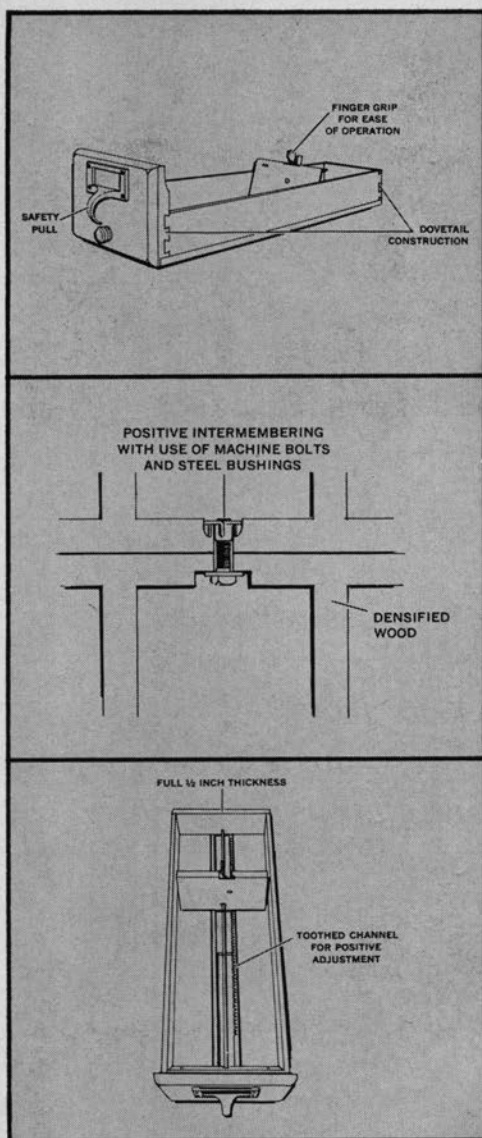 FINGER GRIP
FOR EASE
OF OPERATION
SAFETY
PULL
DOVETAIL
CONSTRUCTION
POSITIVE INTERMEMBERING
WITH USE OF MACHINE BOLTS
AND STEEL BUSHINGS
DENSIFIED
WOOD
FULL ½ INCH THICKNESS
TOOTHED CHANNEL
FOR POSITIVE
ADJUSTMENT